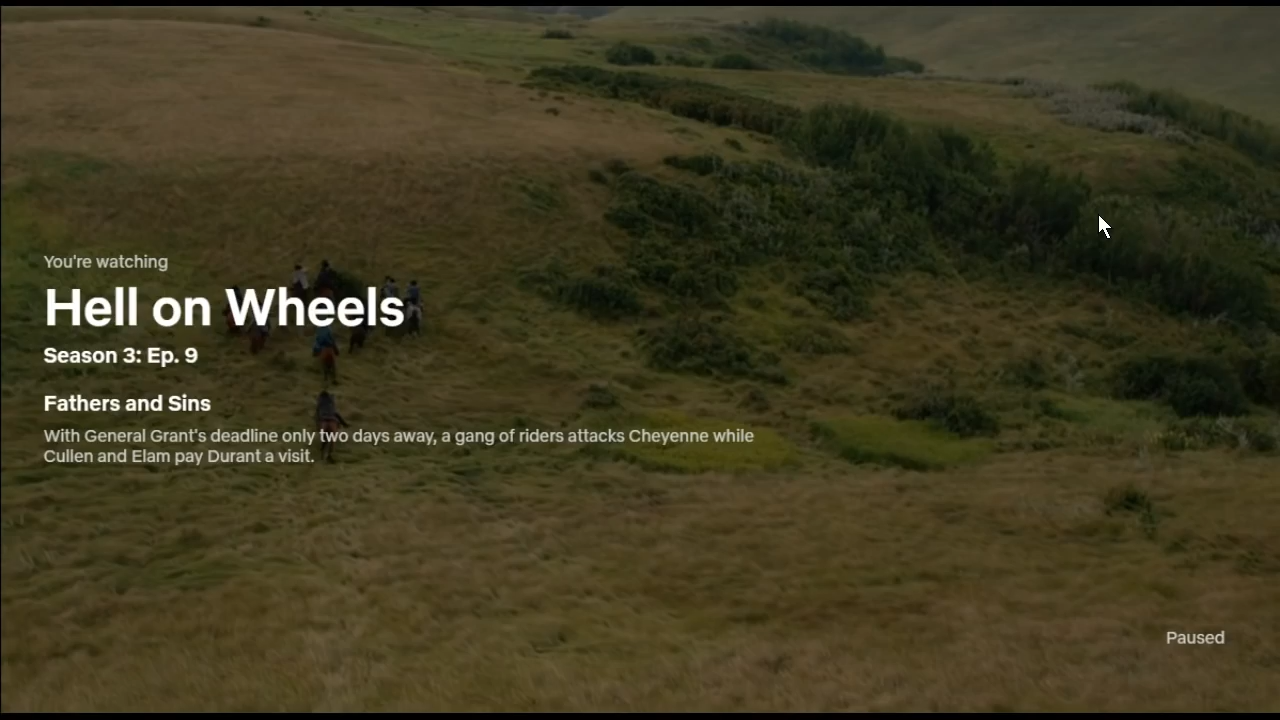 You're watching
Hell on Wheels
Season 3: Ep. 9
Fathers and Sins
With General Grant's deadline only two days away, a gang of riders attacks Cheyenne while
Cullen and Elam pay Durant a visit.
Paused